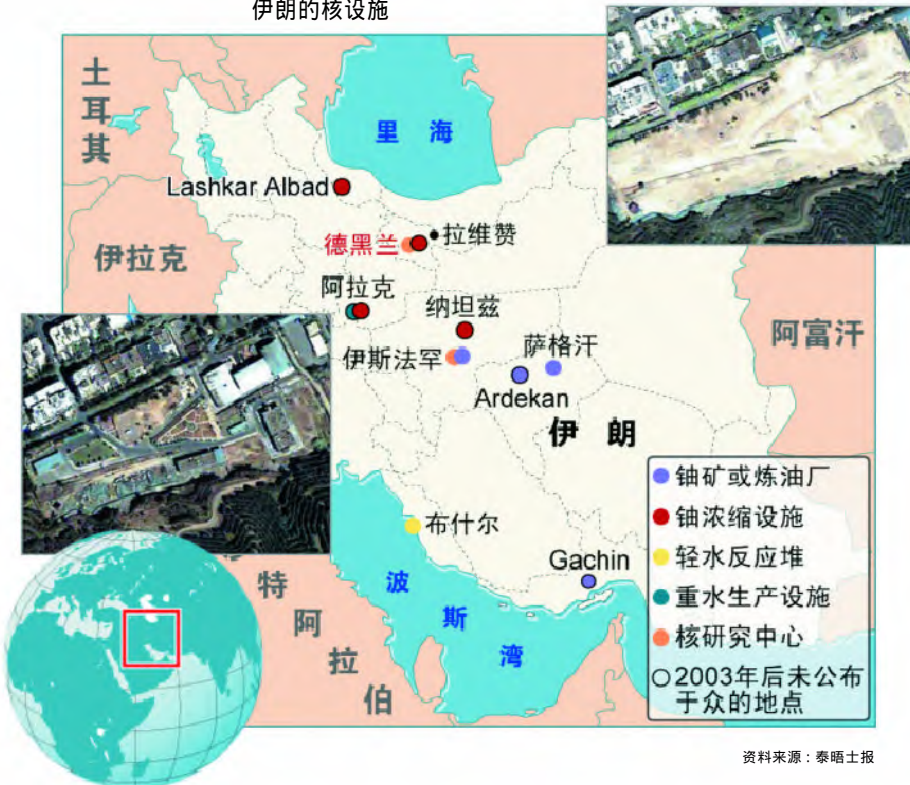 伊朗的核设施
土耳其
里海
Lashkar Albad
德黑兰
拉维赞
伊拉克
阿拉克
纳坦兹
伊斯法罕
萨格汗
阿富汗
Ardekan
伊朗
铀矿或炼油厂
铀浓缩设施
轻水反应堆
重水生产设施
核研究中心
2003年后未公布
于众的地点
布什尔
Gachin
波斯湾
特阿拉伯
资料来源：泰晤士报